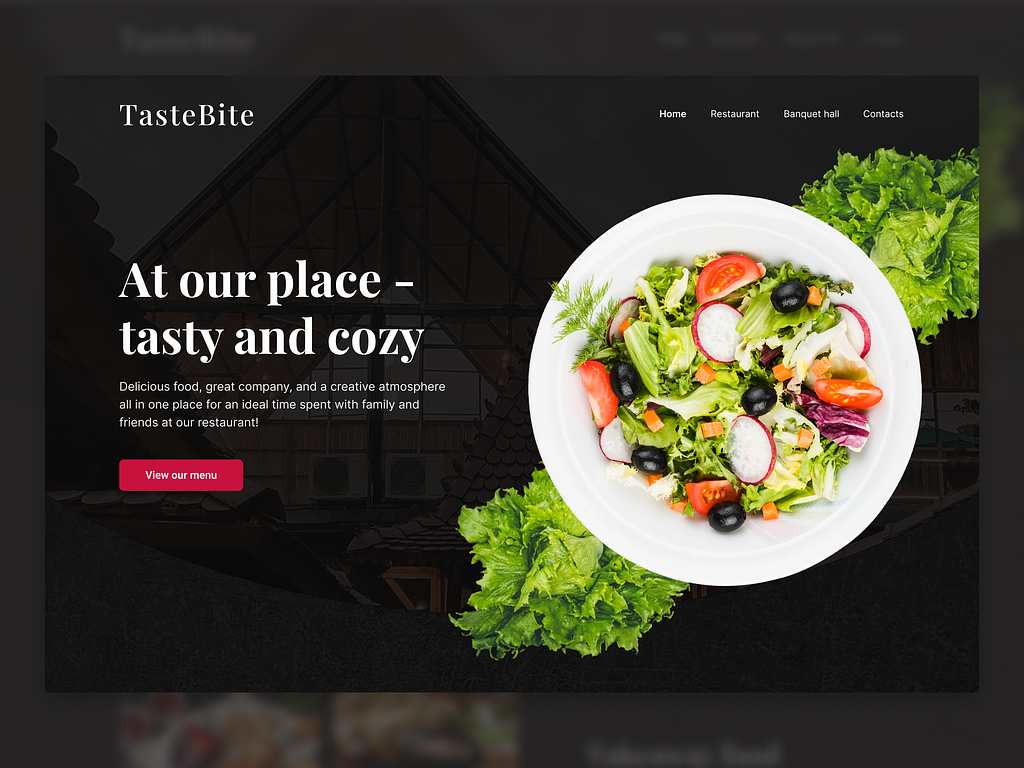 TasteBite
Home Restaurant Banquet hall Contacts
At our place -
tasty and cozy
Delicious food, great company, and a creative atmosphere
all in one place for an ideal time spent with family and
friends at our restaurant!
View our menu
Takeaway food